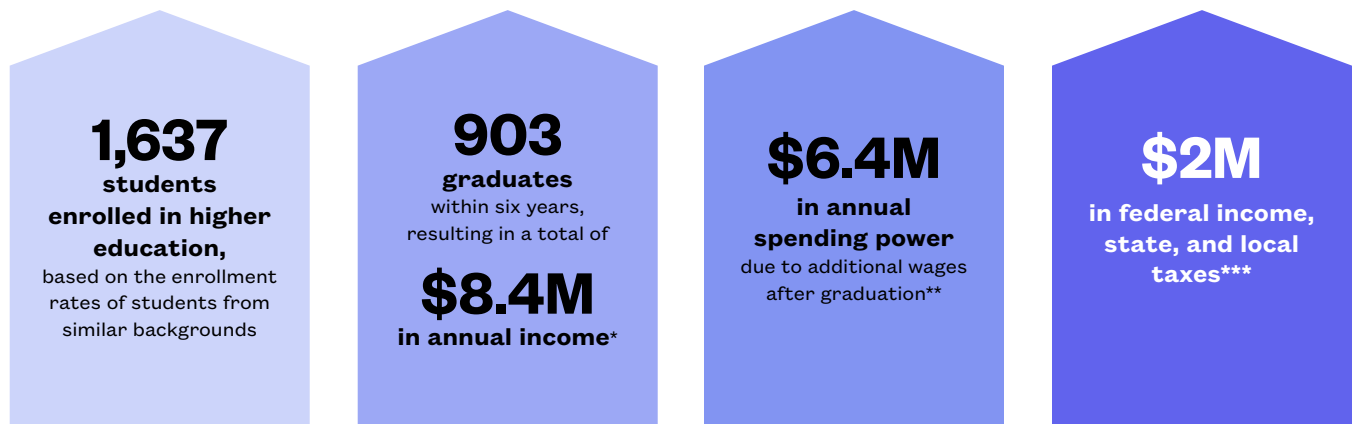 1,637
students
enrolled in higher
education,
based on the enrollment
rates of students from
similar backgrounds
903
graduates
within six years,
resulting in a total of
$8.4M
in annual income*
$6.4M
in annual
spending power
due to additional wages
after graduation**
$2M
in federal income,
state, and local
taxes***